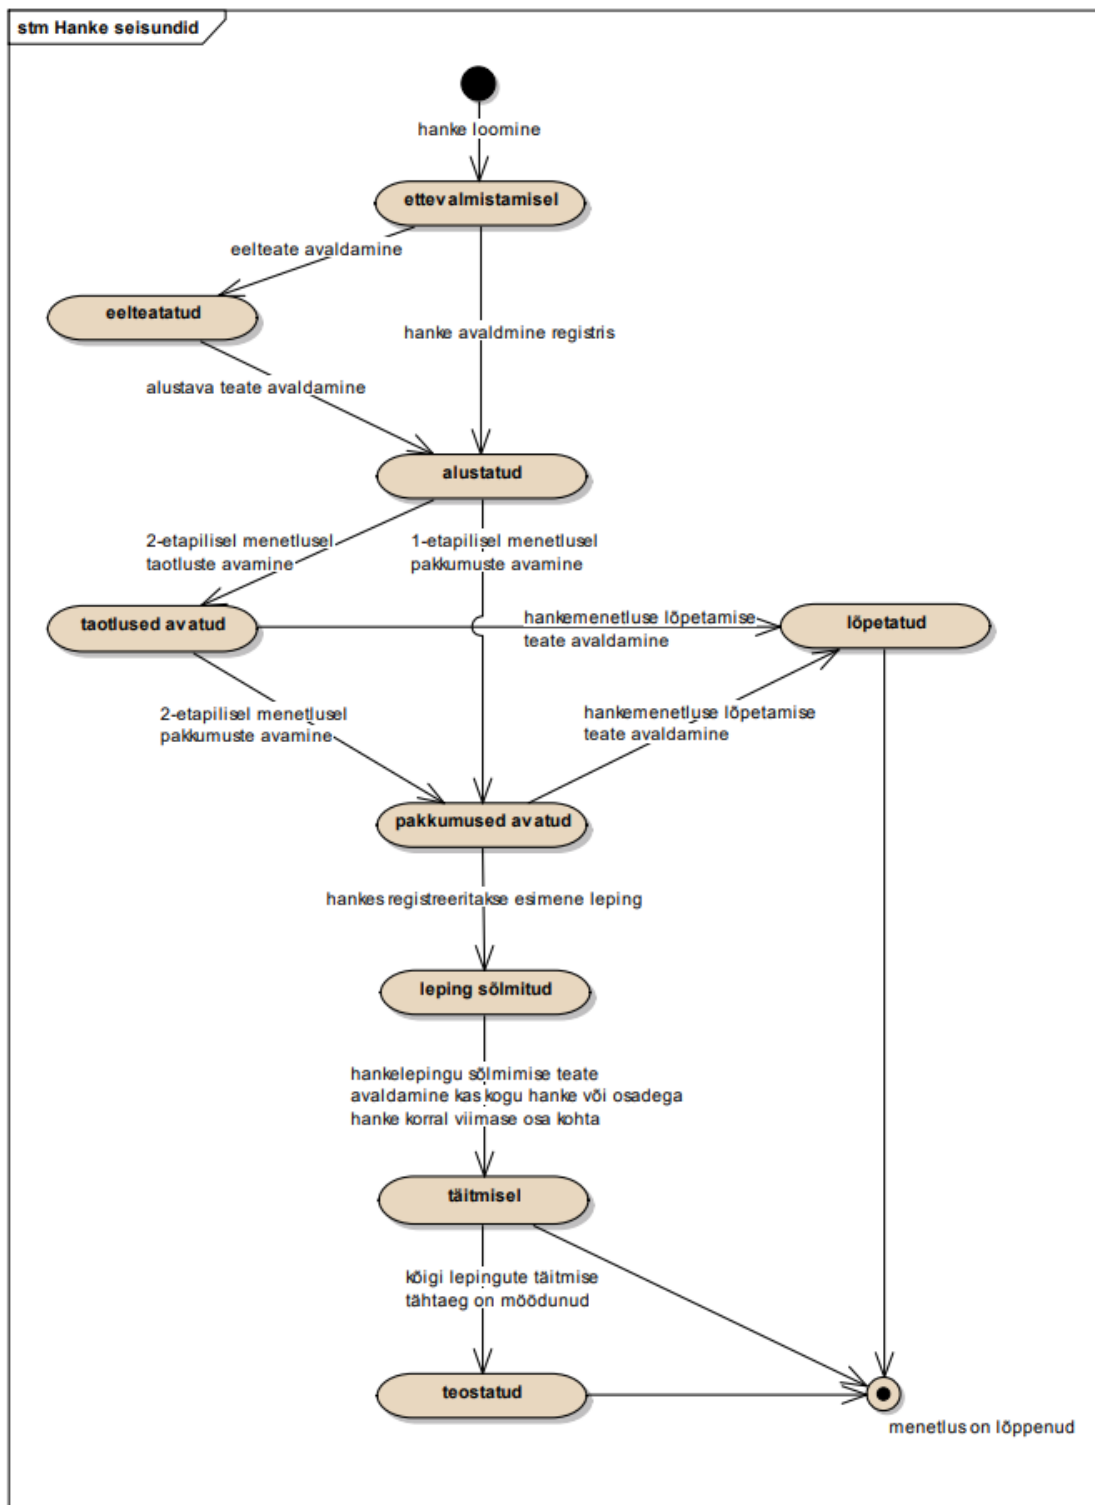 stm Hanke seisundid
hanke loomine
ettevalmistamisel
eelteate avaldamine
eelteatatud
hanke avaldmine registris
alustava teate avaldamine
alustatud
2-etapilisel menetlusel
taotluste avamine
1-etapilisel menetlusel
pakkumuste avamine
taotlused avatud
hankemenetluse lõpetamise
teate avaldamine
lõpetatud
2-etapilisel menetlusel
pakkumuste avamine
hankemenetluse lõpetamise
teate avaldamine
pakkumused avatud
hankes registreeritakse esimene leping
leping sõlmitud
hankelepingu sõlmimise teate
avaldamine kas kogu hanke või osadega
hanke korral viimase osa kohta
täitmisel
kõigi lepingute täitmise
tähtaeg on möödunud
teostatud
menetlus on lõppenud